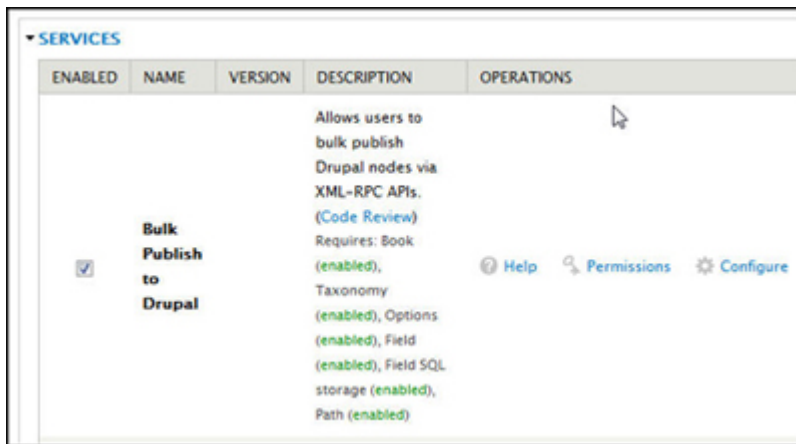 SERVICES
ENABLED NAME VERSION DESCRIPTION OPERATIONS
Allows users to
bulk publish
Drupal nodes via
XML-RPC APIs.
(Code Review)
Bulk
Publish
to
Drupal
Requires: Book
(enabled),
Taxonomy
(enabled), Options
(enabled), Field
(enabled), Field SQL
storage (enabled),
Path (enabled)
Help Permissions Configure